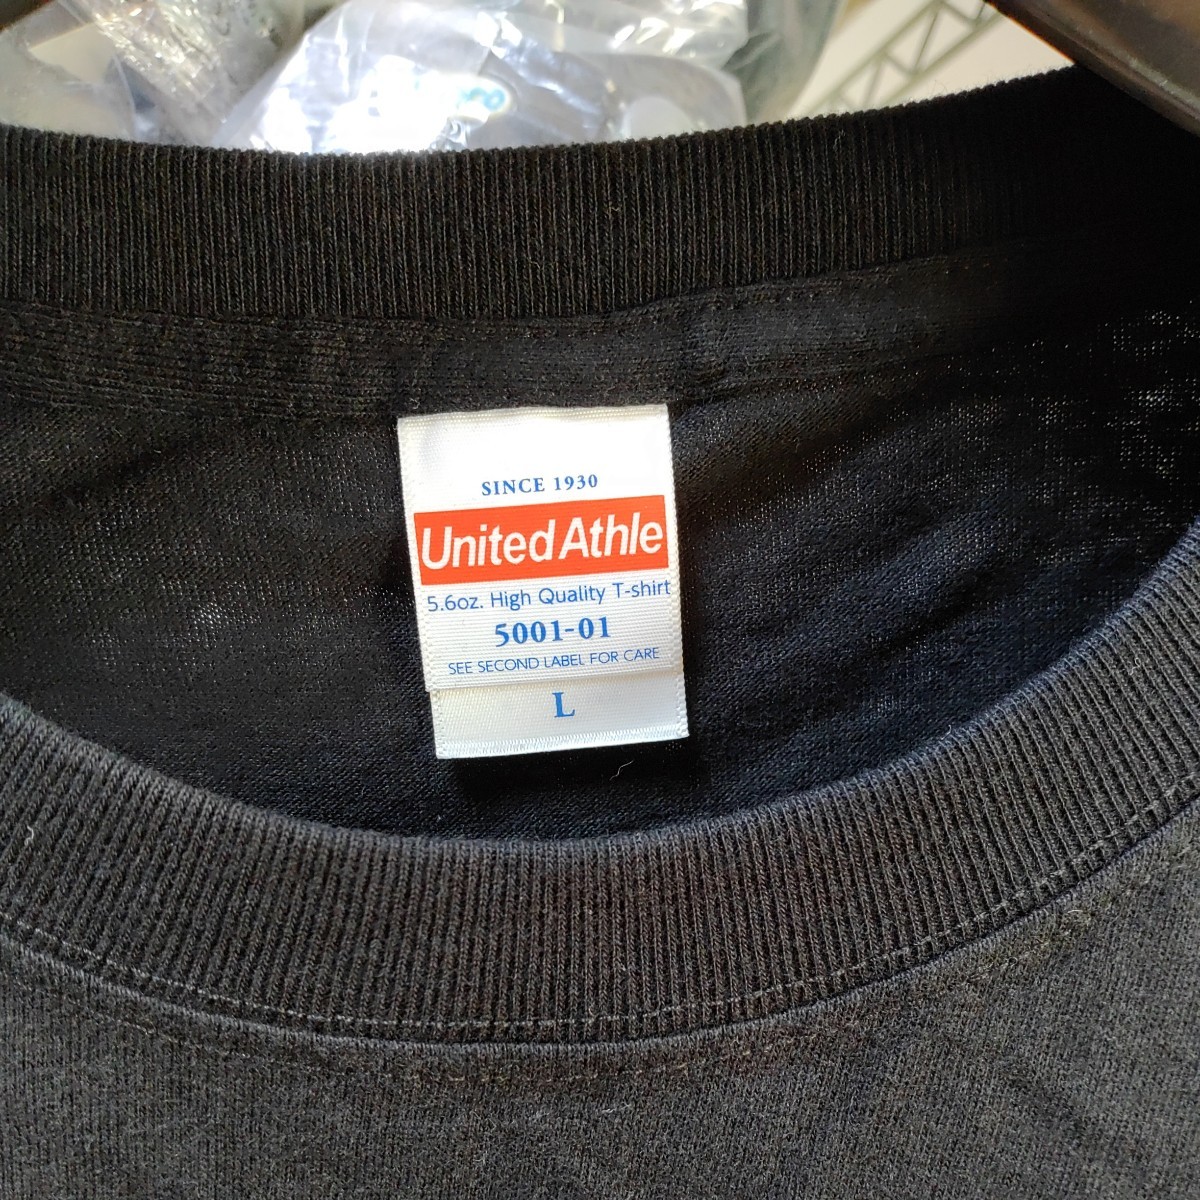 SINCE 1930
United Athle
5.6oz. High Quality T-shirt
5001-01
SEE SECOND LABEL FOR CARE
L